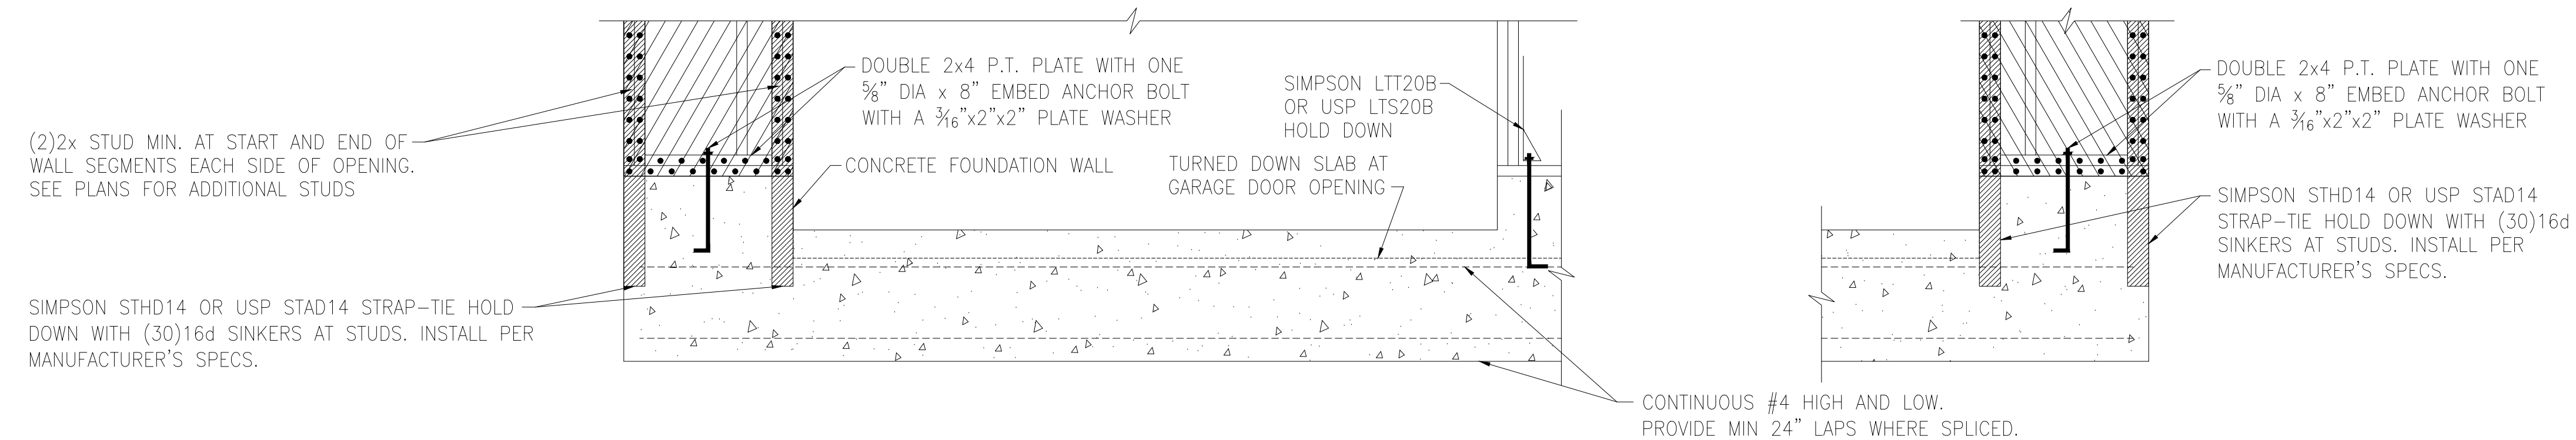 (2)2x STUD MIN. AT START AND END OF
WALL SEGMENTS EACH SIDE OF OPENING.
SEE PLANS FOR ADDITIONAL STUDS
SIMPSON STHD14 OR USP STAD14 STRAP-TIE HOLD
DOWN WITH (30)16d SINKERS AT STUDS. INSTALL PER
MANUFACTURER'S SPECS.
DOUBLE 2x4 P.T. PLATE WITH ONE
5/8" DIA x 8" EMBED ANCHOR BOLT
WITH A 3/16"x2"x2" PLATE WASHER
CONCRETE FOUNDATION WALL
SIMPSON LTT20B
OR USP LTS20B
HOLD DOWN
TURNED DOWN SLAB AT
GARAGE DOOR OPENING
CONTINUOUS #4 HIGH AND LOW.
PROVIDE MIN 24" LAPS WHERE SPLICED.
DOUBLE 2x4 P.T. PLATE WITH ONE
5/8" DIA x 8" EMBED ANCHOR BOLT
WITH A 3/16"x2"x2" PLATE WASHER
SIMPSON STHD14 OR USP STAD14
STRAP-TIE HOLD DOWN WITH (30)16d
SINKERS AT STUDS. INSTALL PER
MANUFACTURER'S SPECS.